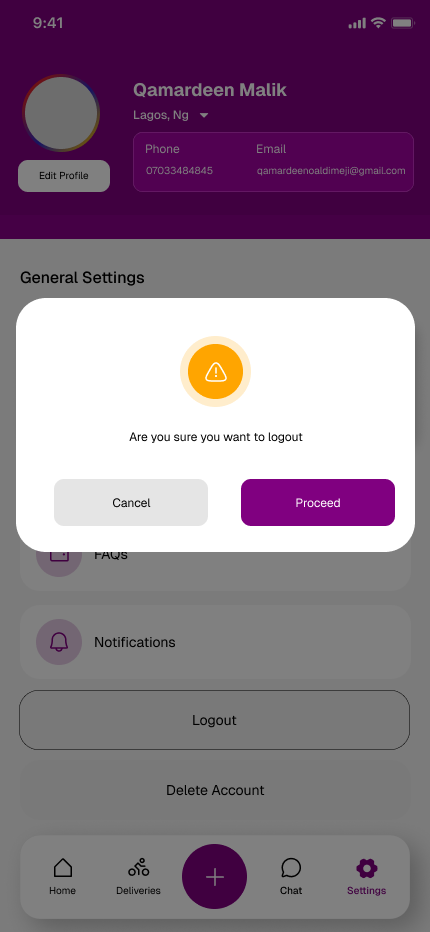 9:41
Qamardeen Malik
Lagos, Ng
Phone Email
07033484845 qamardeenoaldimeji@gmail.com
Edit Profile
General Settings
Are you sure you want to logout
Cancel Proceed
FAQs
Notifications
Logout
Delete Account
Home Deliveries Chat Settings